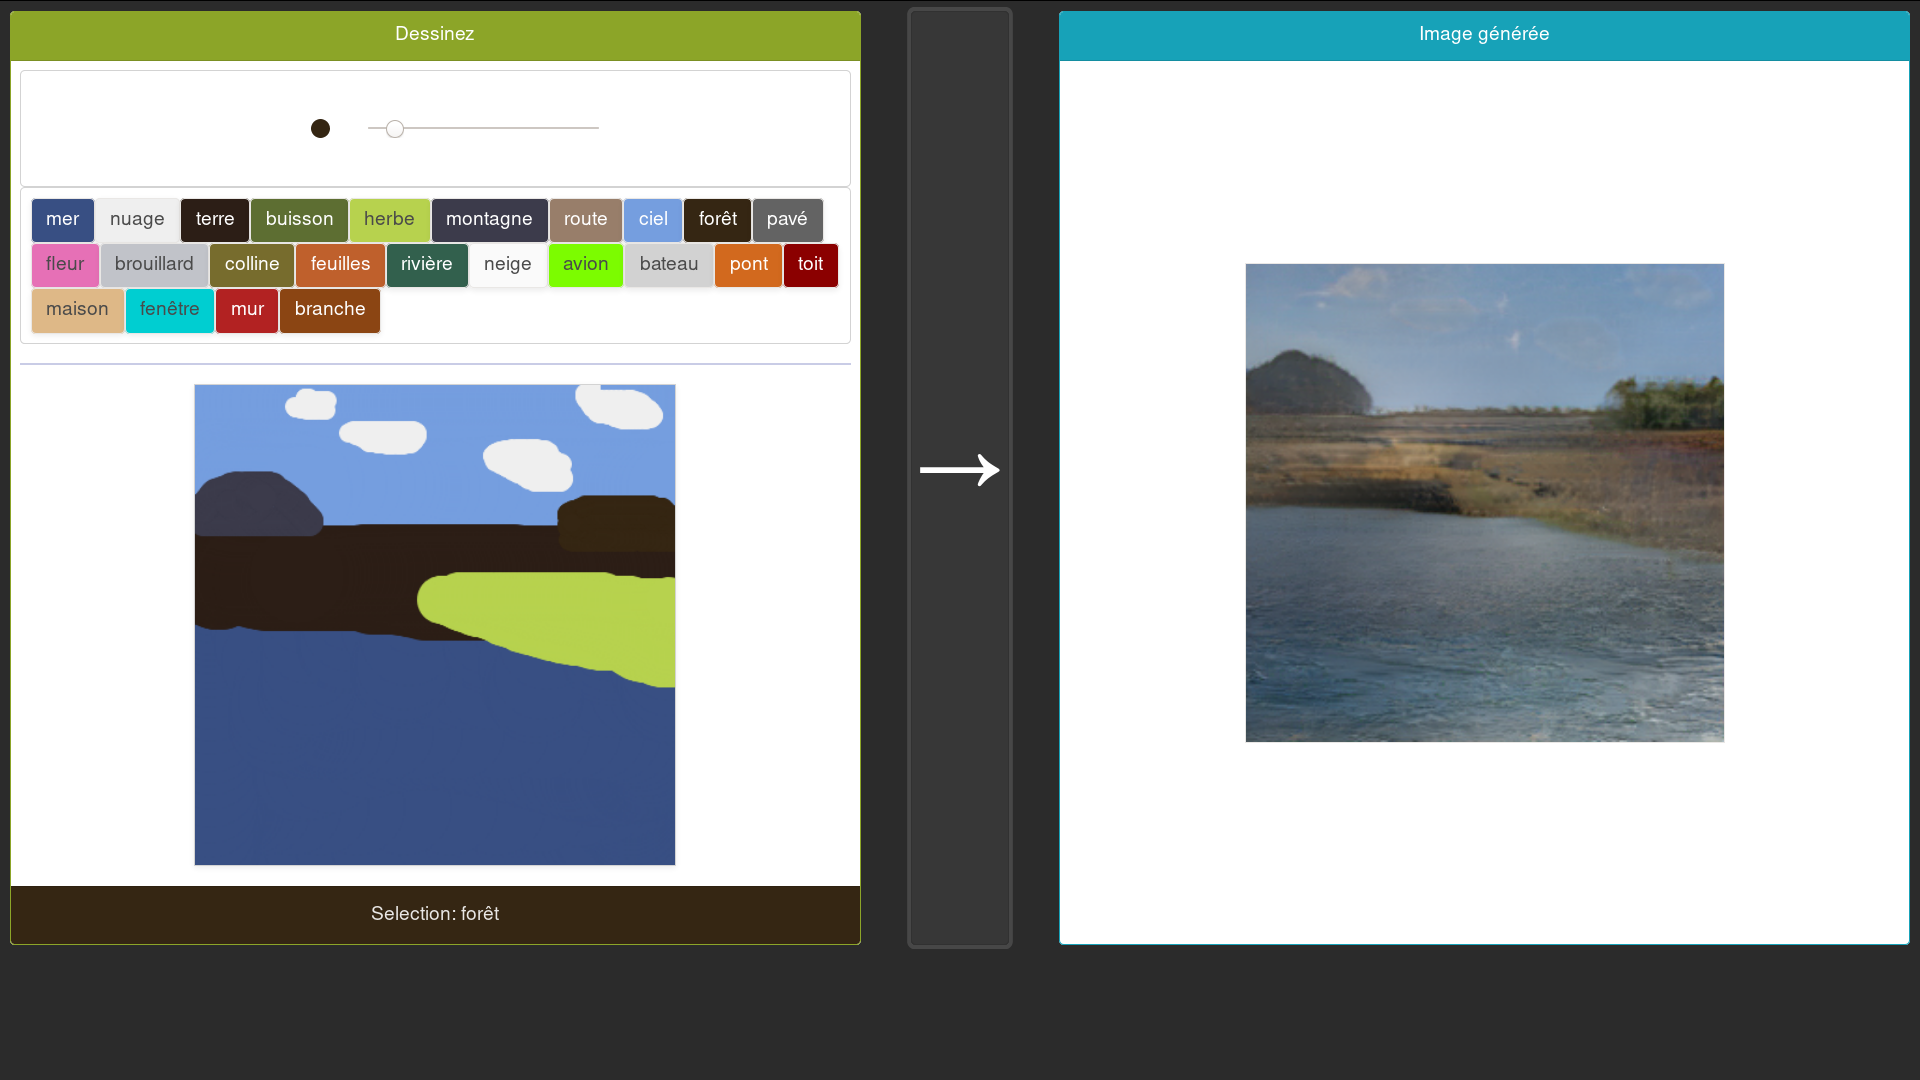 Dessinez
mer nuage terre buisson herbe montagne route ciel forêt pavé
fleur brouillard colline feuilles rivière neige avion bateau pont toit
maison fenêtre mur branche
Selection: forêt
Image générée